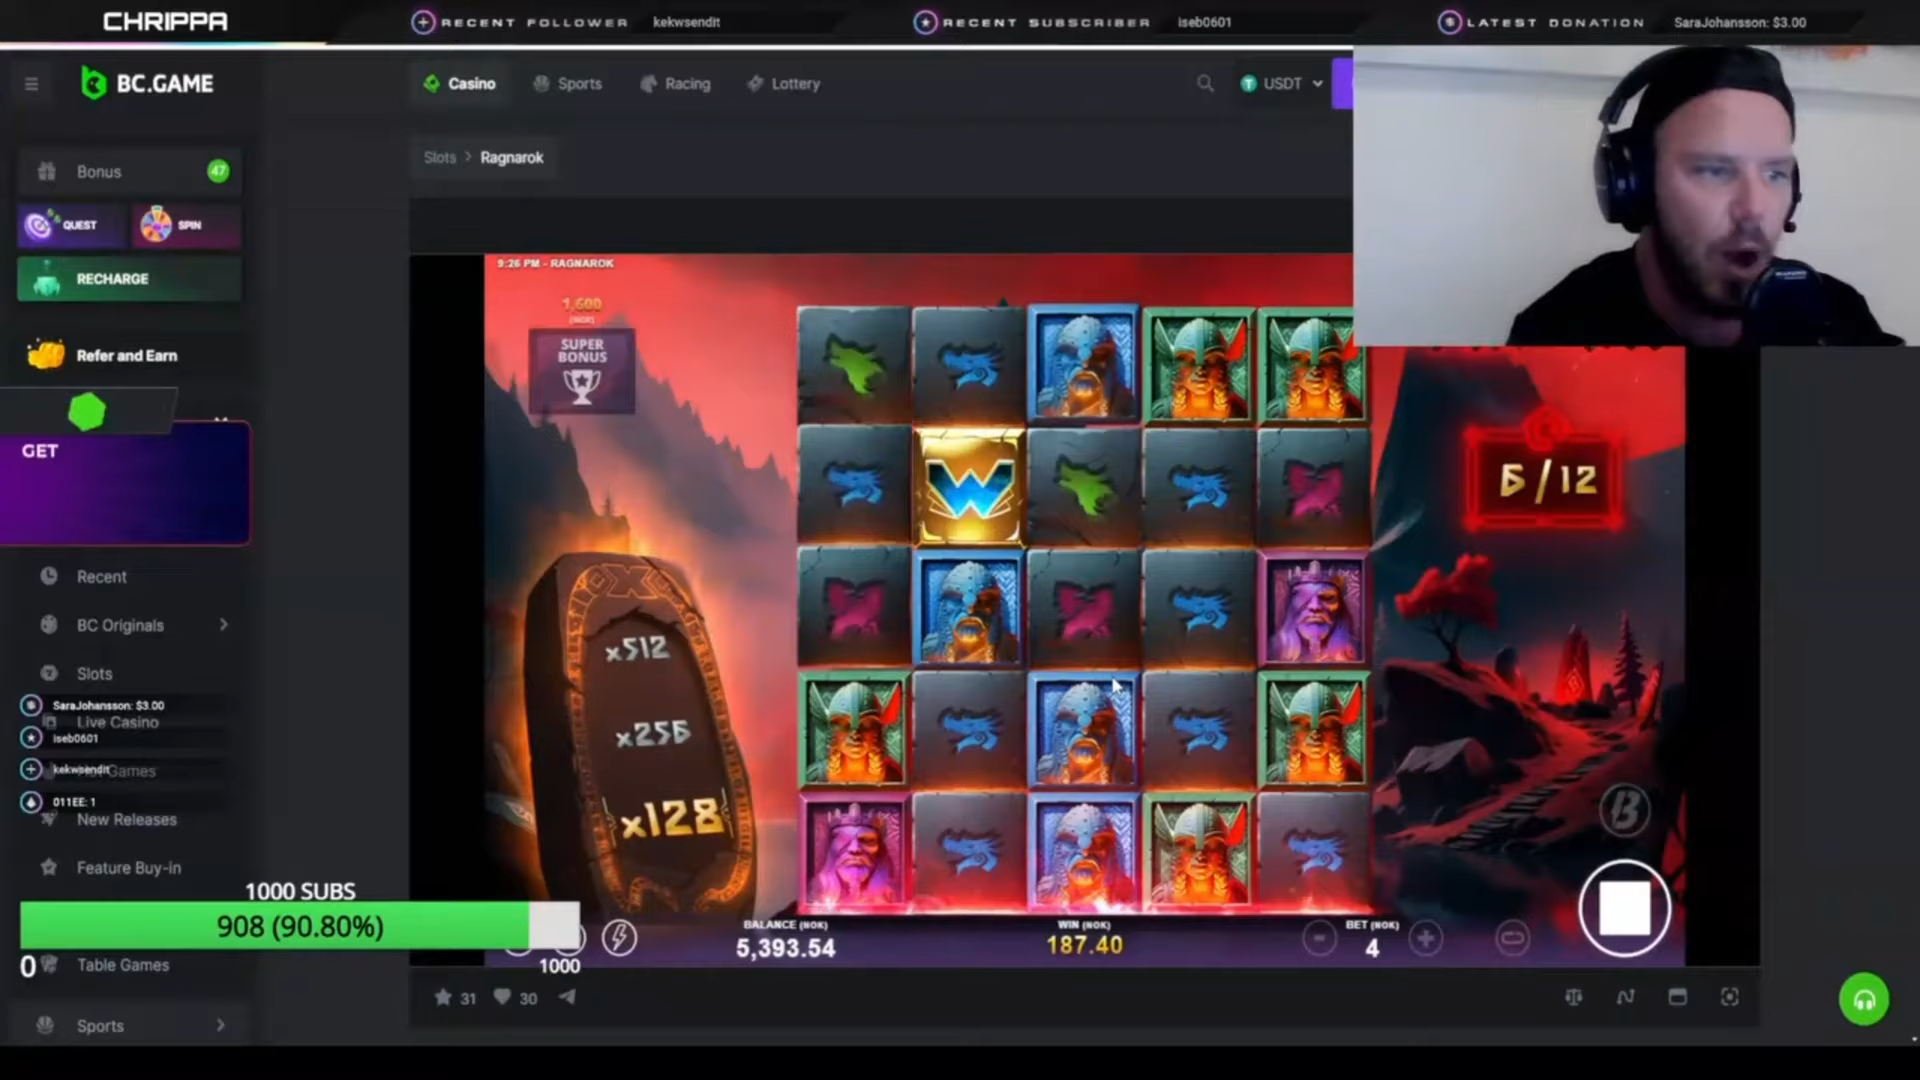 CHRIPPA
RECENT FOLLOWER kekwsendit
RECENT SUBSCRIBER iseb0601
LATEST DONATION SaraJohansson: $3.00
BC.GAME
Casino
Sports
Racing
Lottery
USDT
Bonus 47
QUEST
SPIN
RECHARGE
Refer and Earn
GET
Slots > Ragnarok
9:26 PM - RAGNAROK
1,600
(NOK)
SUPER
BONUS
W
6/12
x512
x256
x128
Recent
BC Originals
Slots
SaraJohansson: $3.00
Live Casino
iseb0601
kekwsendit
Games
011EE: 1
New Releases
Feature Buy-in
1000 SUBS
908 (90.80%)
0
1000
Table Games
Sports
BALANCE (NOK)
5,393.54
WIN (NOK)
187.40
BET (NOK)
4
B
31
30